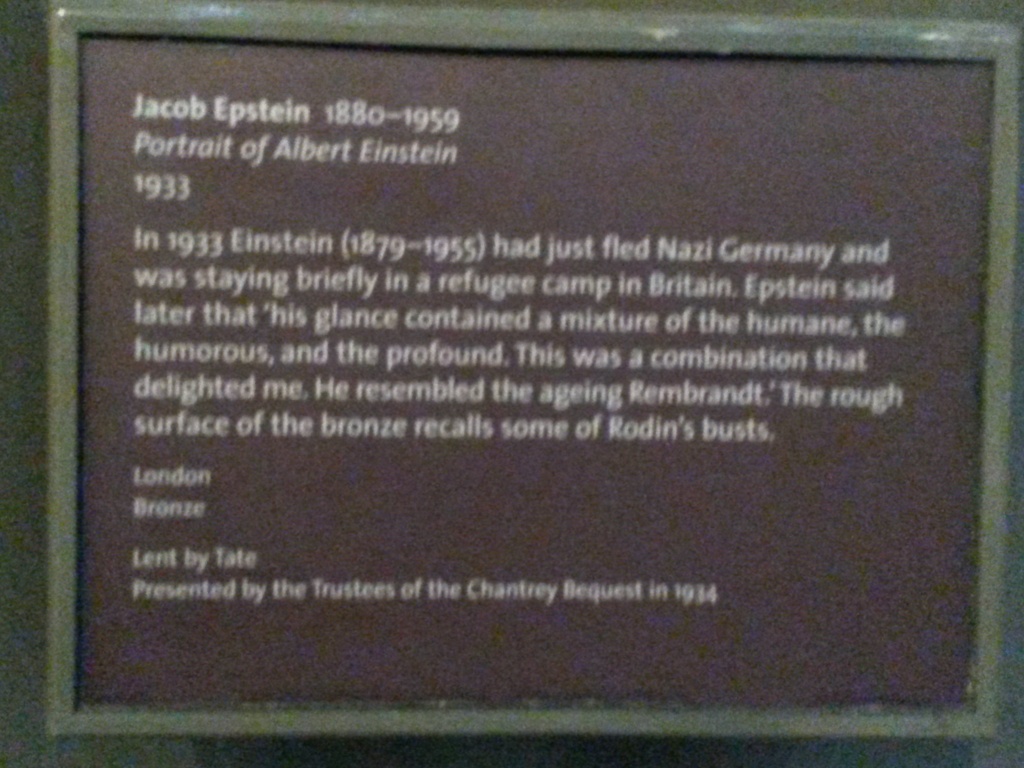 Jacob Epstein 1880–1959
Portrait of Albert Einstein
1933
In 1933 Einstein (1879–1955) had just fled Nazi Germany and
was staying briefly in a refugee camp in Britain. Epstein said
later that 'his glance contained a mixture of the humane, the
humorous, and the profound. This was a combination that
delighted me. He resembled the ageing Rembrandt.' The rough
surface of the bronze recalls some of Rodin's busts.
London
Bronze
Lent by Tate
Presented by the Trustees of the Chantrey Bequest in 1934